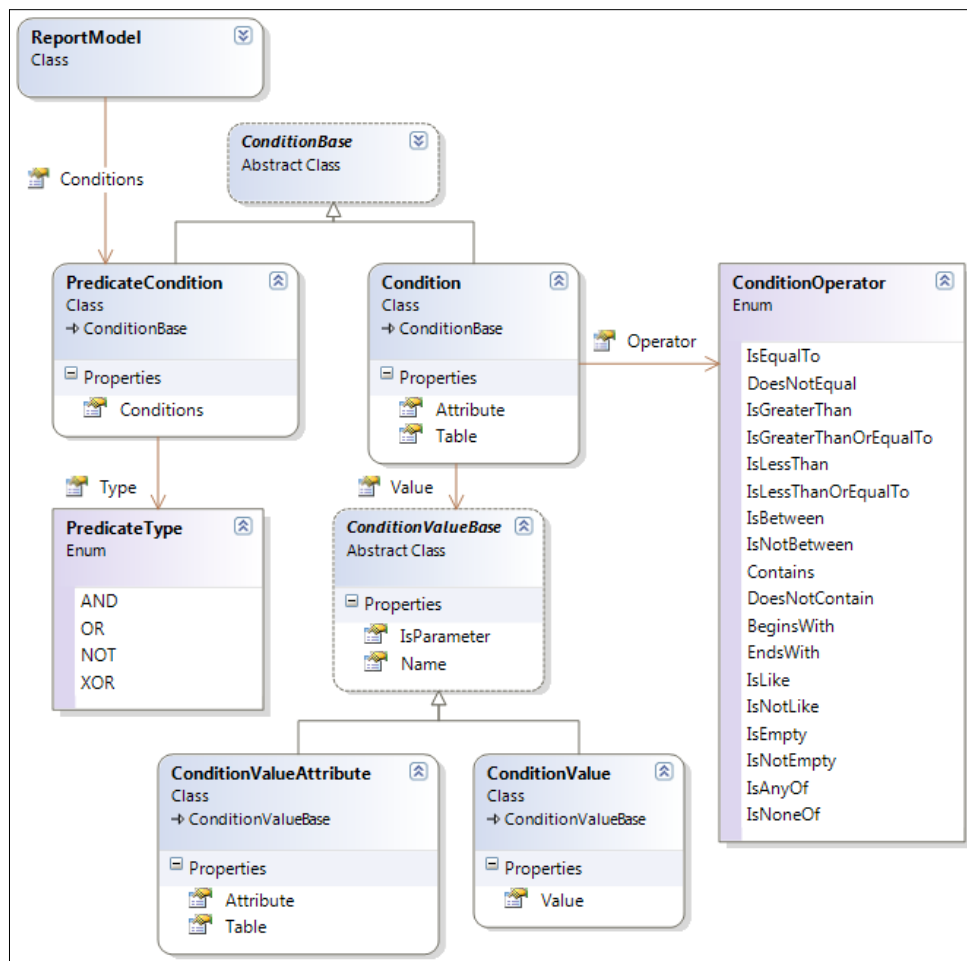 ReportModel
Class
Conditions
ConditionBase
Abstract Class
PredicateCondition
Class
ConditionBase
Properties
Conditions
Condition
Class
ConditionBase
Properties
Attribute
Table
Operator
ConditionOperator
Enum
IsEqualTo
DoesNotEqual
IsGreaterThan
IsGreaterThanOrEqualTo
IsLessThan
IsLessThanOrEqualTo
IsBetween
IsNotBetween
Contains
DoesNotContain
BeginsWith
EndsWith
IsLike
IsNotLike
IsEmpty
IsNotEmpty
IsAnyOf
IsNoneOf
Type
PredicateType
Enum
AND
OR
NOT
XOR
Value
ConditionValueBase
Abstract Class
Properties
IsParameter
Name
ConditionValueAttribute
Class
ConditionValueBase
Properties
Attribute
Table
ConditionValue
Class
ConditionValueBase
Properties
Value